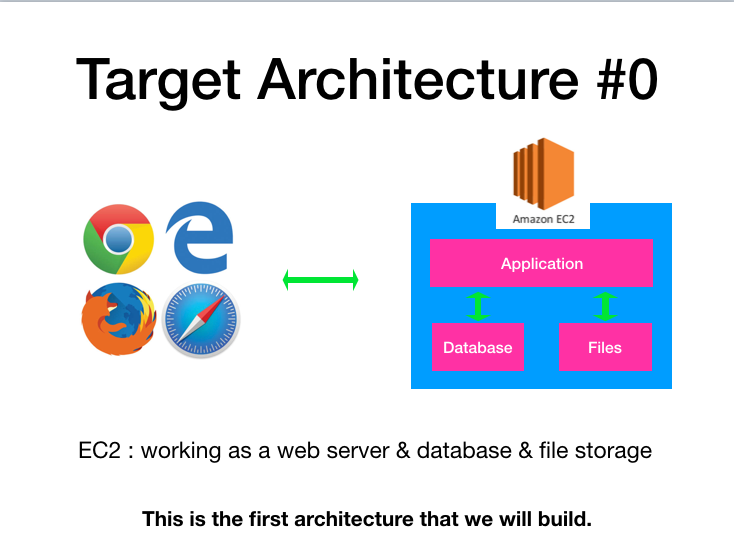 Target Architecture #0
Amazon EC2
Application
Database
Files
EC2 : working as a web server & database & file storage
This is the first architecture that we will build.